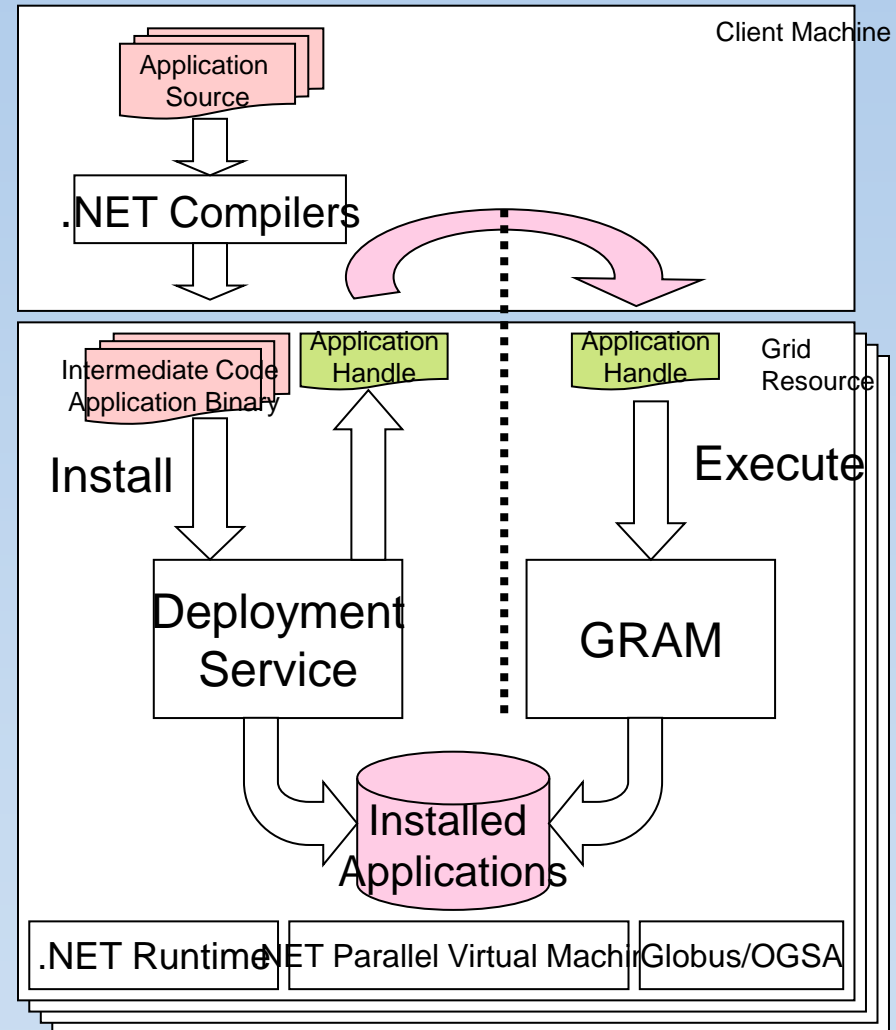 Client Machine
Application
Source
.NET Compilers
Intermediate Code
Application Binary
Application
Handle
Application
Handle
Grid
Resource
Install
Execute
Deployment
Service
GRAM
Installed
Applications
.NET Runtime
NET Parallel Virtual Machin
Globus/OGSA